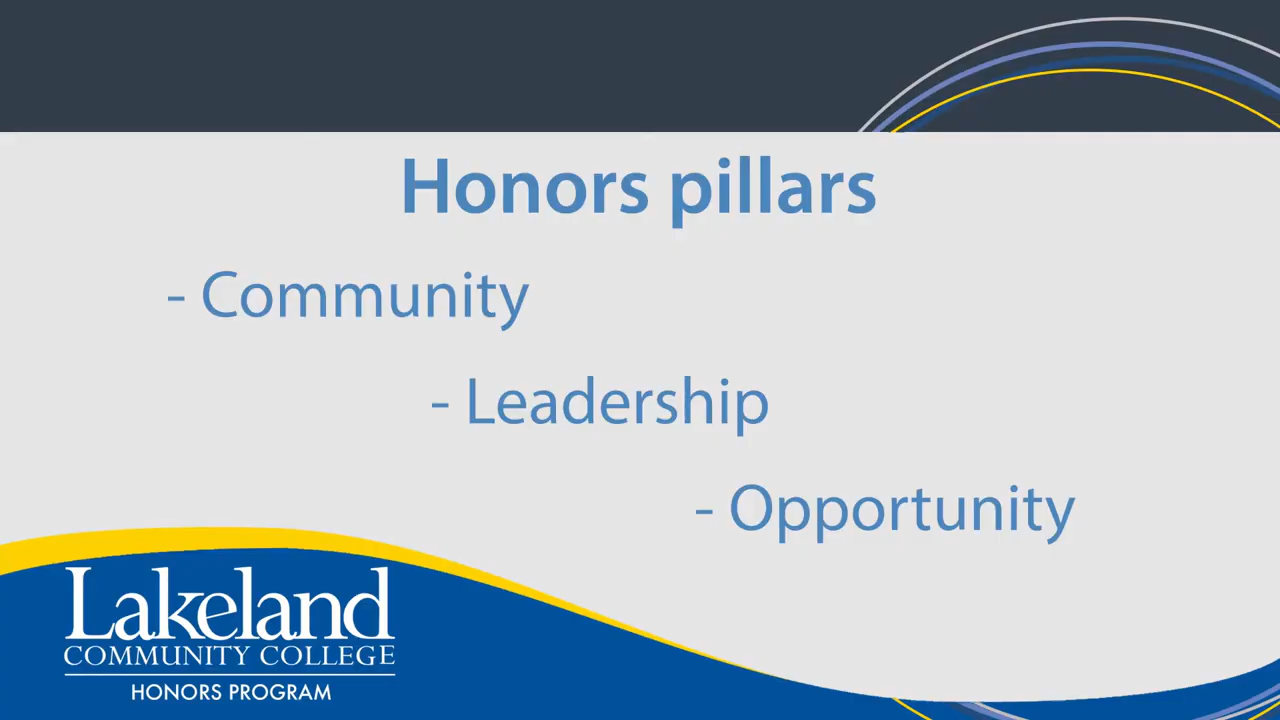 Honors pillars
- Community
- Leadership
- Opportunity
Lakeland
COMMUNITY COLLEGE
HONORS PROGRAM